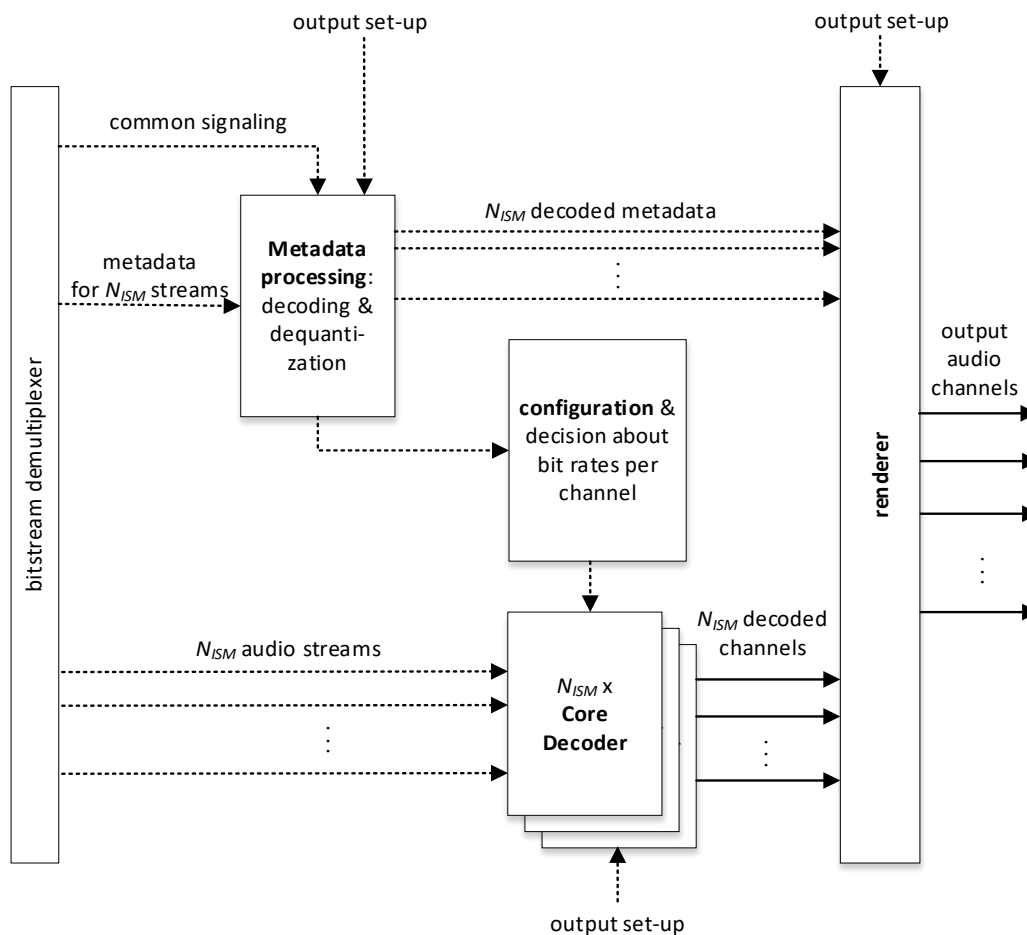 output set-up
output set-up
common signaling
N_ISM decoded metadata
Metadata
processing:
decoding &
dequanti-
zation
metadata
for N_ISM streams
bitstream demultiplexer
configuration &
decision about
bit rates per
channel
renderer
output
audio
channels
N_ISM audio streams
N_ISM x
Core
Decoder
N_ISM decoded
channels
output set-up